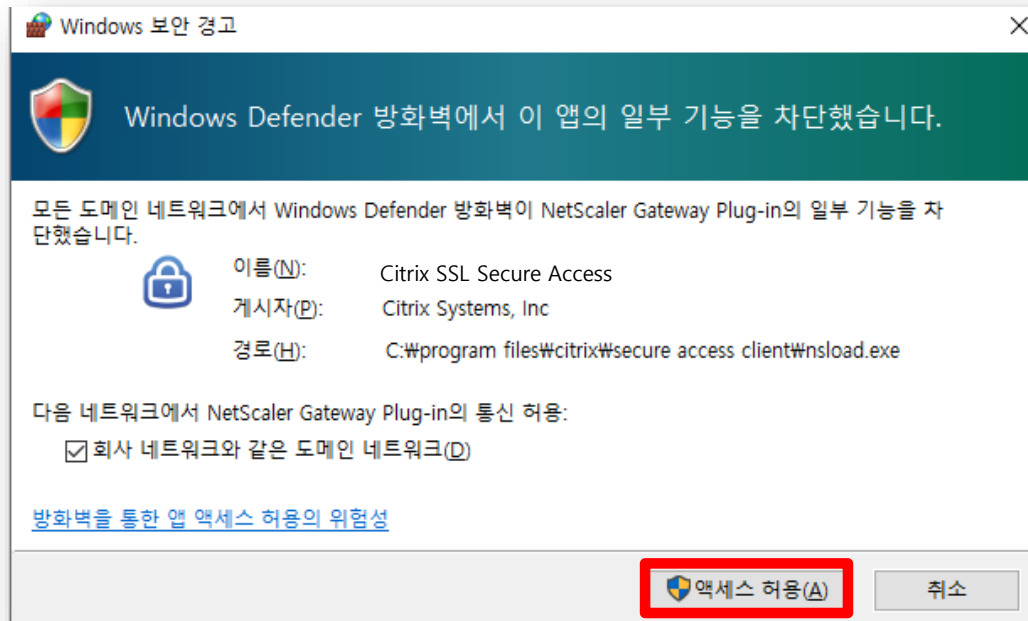 Windows 보안 경고
Windows Defender 방화벽에서 이 앱의 일부 기능을 차단했습니다.
모든 도메인 네트워크에서 Windows Defender 방화벽이 NetScaler Gateway Plug-in의 일부 기능을 차
단했습니다.
이름(N): Citrix SSL Secure Access
게시자(P): Citrix Systems, Inc
경로(H): C:₩program files₩citrix₩secure access client₩nsload.exe
다음 네트워크에서 NetScaler Gateway Plug-in의 통신 허용:
회사 네트워크와 같은 도메인 네트워크(D)
방화벽을 통한 앱 액세스 허용의 위험성
액세스 허용(A) 취소